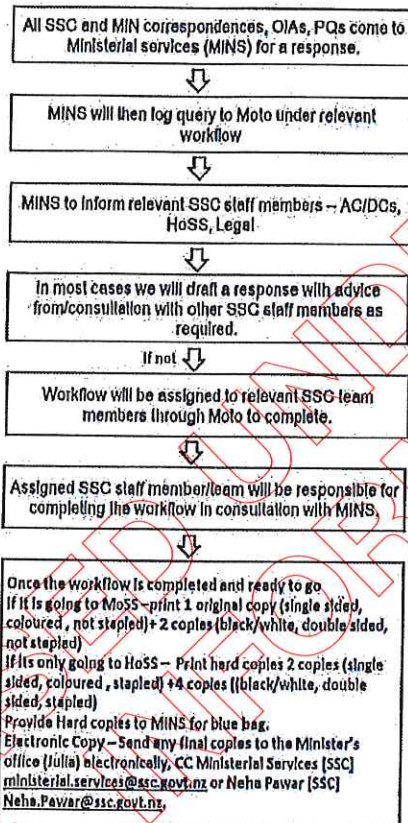 All SSC and MIN correspondences, OIAs, PQs come to
Ministerial services (MINS) for a response.
MINS will then log query to Moto under relevant
workflow
MINS to inform relevant SSC staff members – AC/DCs,
HoSS, Legal
In most cases we will draft a response with advice
from/consultation with other SSC staff members as
required.
If not
Workflow will be assigned to relevant SSC team
members through Moto to complete.
Assigned SSC staff member/team will be responsible for
completing the workflow in consultation with MINS.
Once the workflow is completed and ready to go
If it is going to MoSS – print 1 original copy (single sided,
coloured , not stapled)+ 2 copies (black/white, double sided,
not stapled)
If its only going to HoSS – Print hard copies 2 copies (single
sided, coloured , stapled) +4 copies ((black/white, double
sided, stapled)
Provide Hard copies to MINS for blue bag.
Electronic Copy – Send any final copies to the Minister's
office (Julia) electronically, CC Ministerial Services [SSC]
ministerial.services@ssc.govt.nz or Neha Pawar [SSC]
Neha.Pawar@ssc.govt.nz,